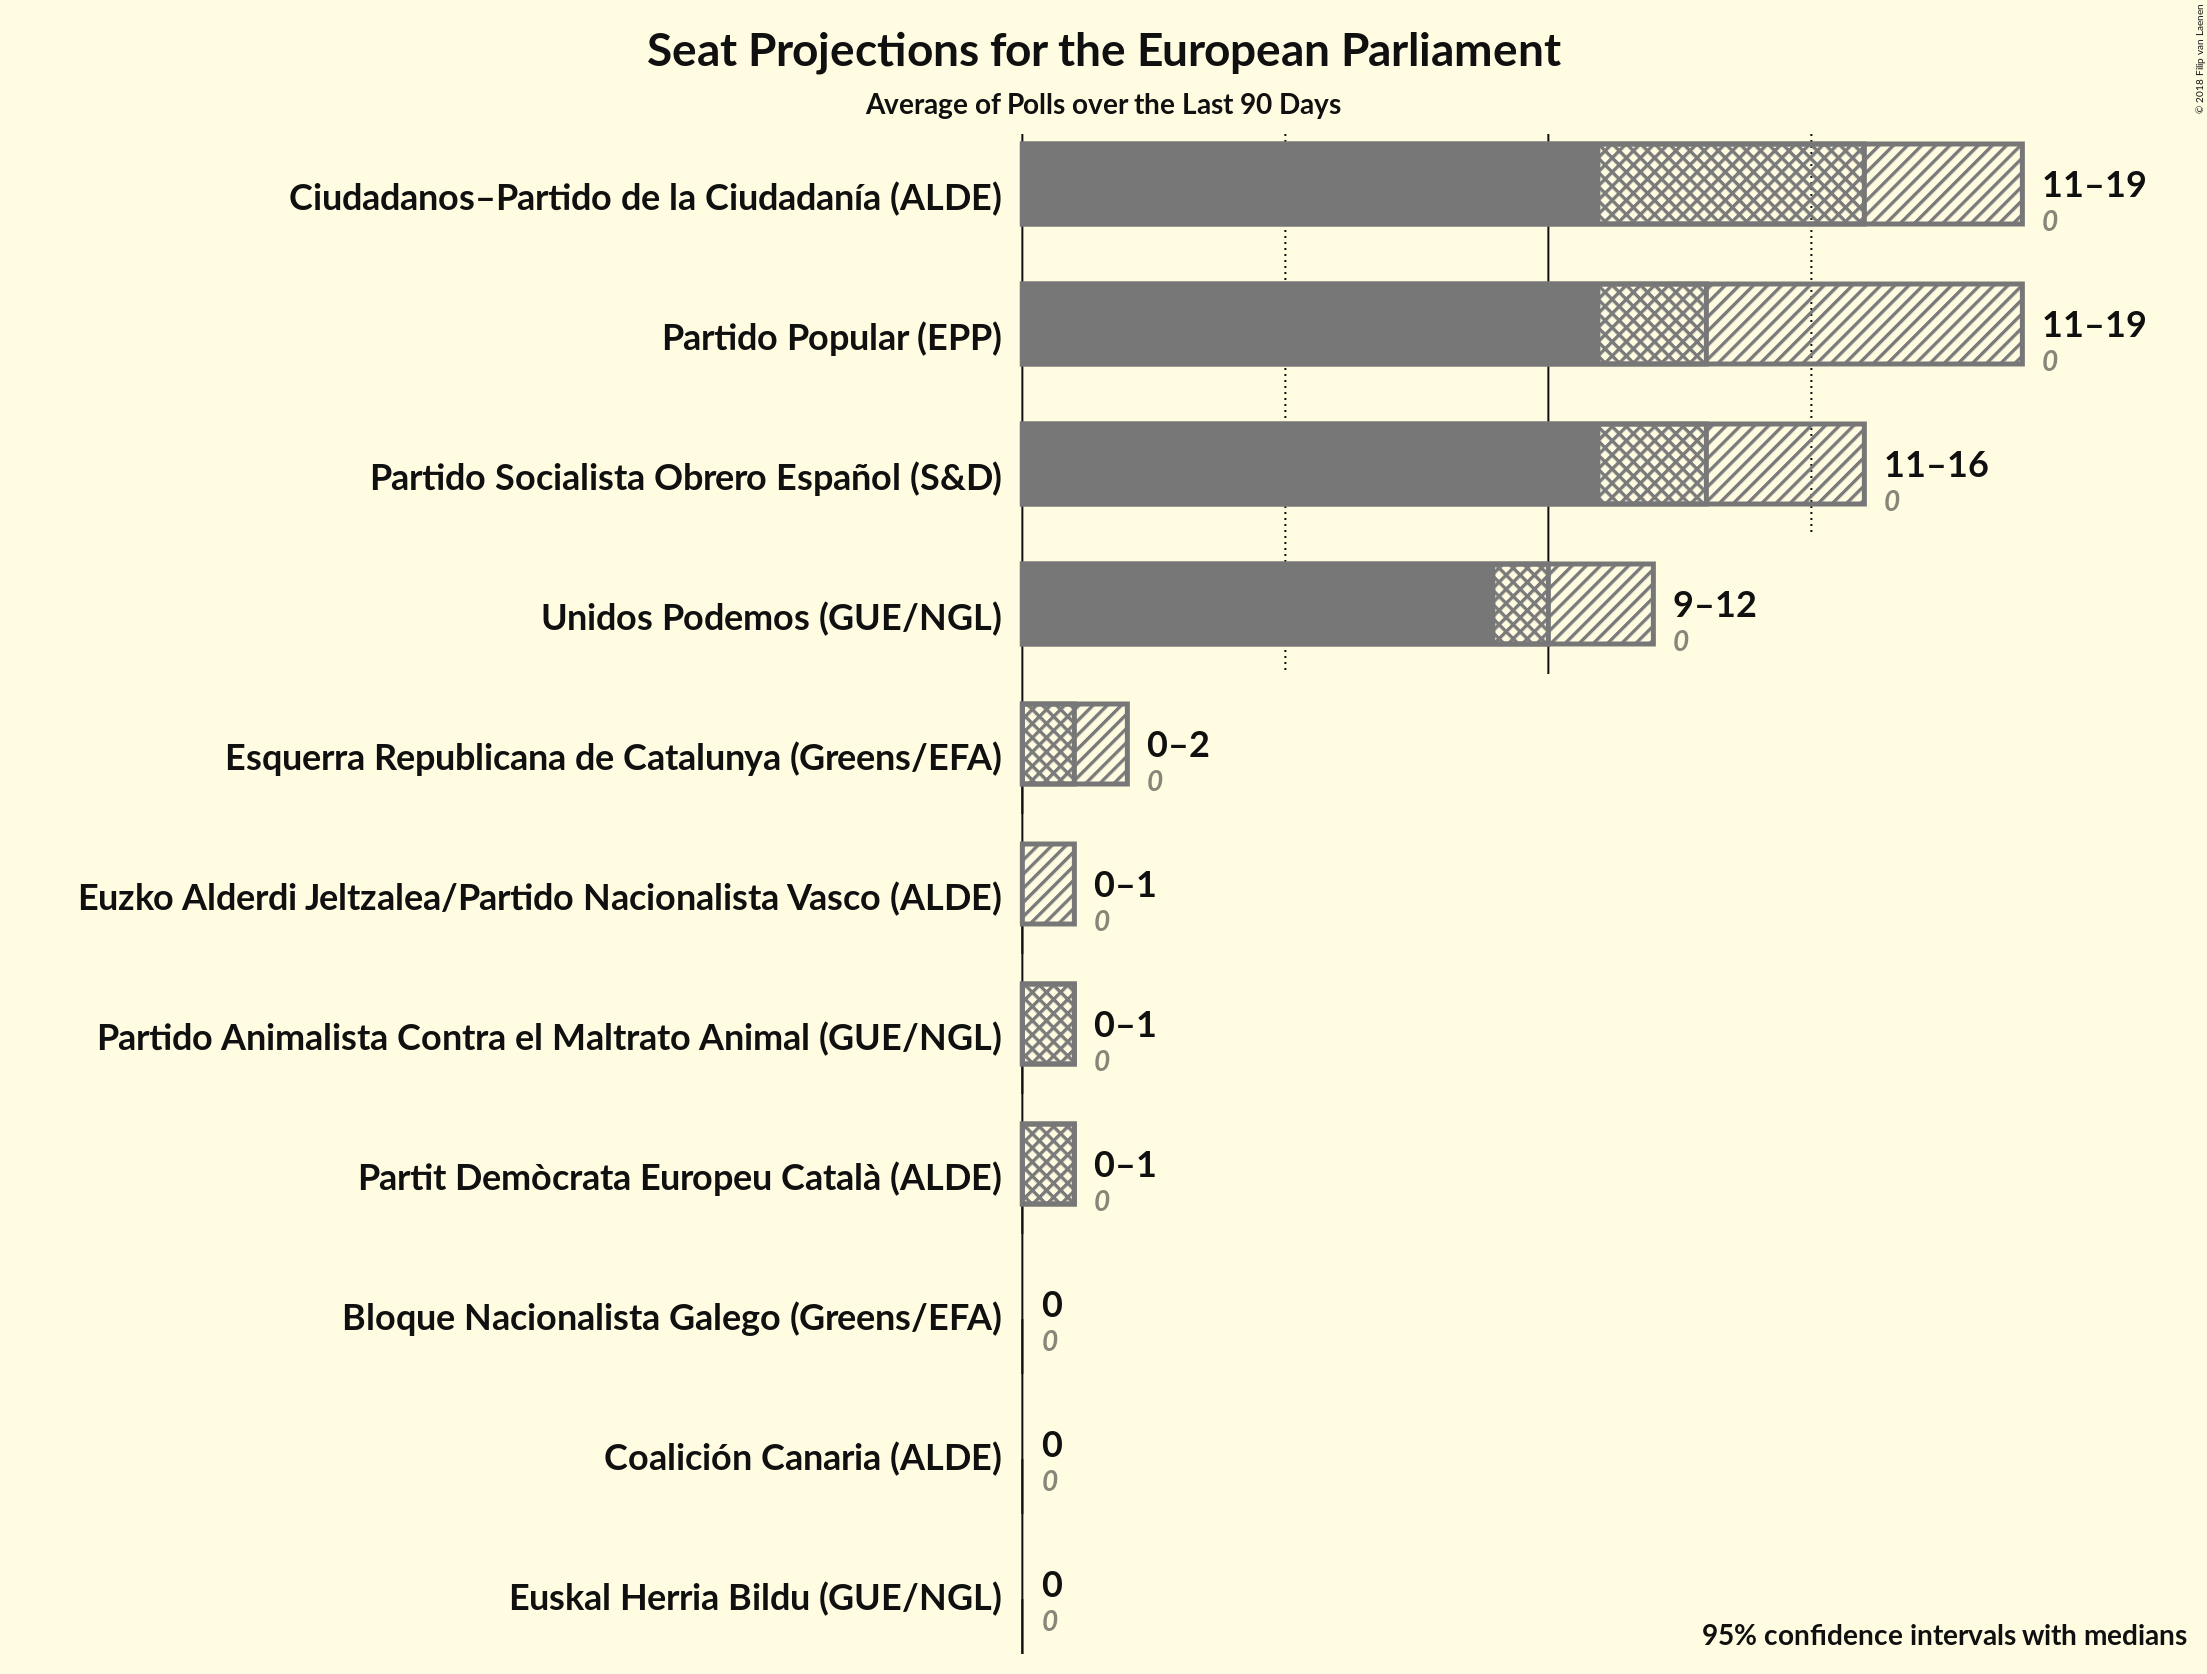 Seat Projections for the European Parliament
Average of Polls over the Last 90 Days
© 2018 Filip van Laenen
Ciudadanos–Partido de la Ciudadanía (ALDE)
11–19
0
Partido Popular (EPP)
11–19
0
Partido Socialista Obrero Español (S&D)
11–16
0
Unidos Podemos (GUE/NGL)
9–12
0
Esquerra Republicana de Catalunya (Greens/EFA)
0–2
0
Euzko Alderdi Jeltzalea/Partido Nacionalista Vasco (ALDE)
0–1
0
Partido Animalista Contra el Maltrato Animal (GUE/NGL)
0–1
0
Partit Demòcrata Europeu Català (ALDE)
0–1
0
Bloque Nacionalista Galego (Greens/EFA)
0
0
Coalición Canaria (ALDE)
0
0
Euskal Herria Bildu (GUE/NGL)
0
0
95% confidence intervals with medians